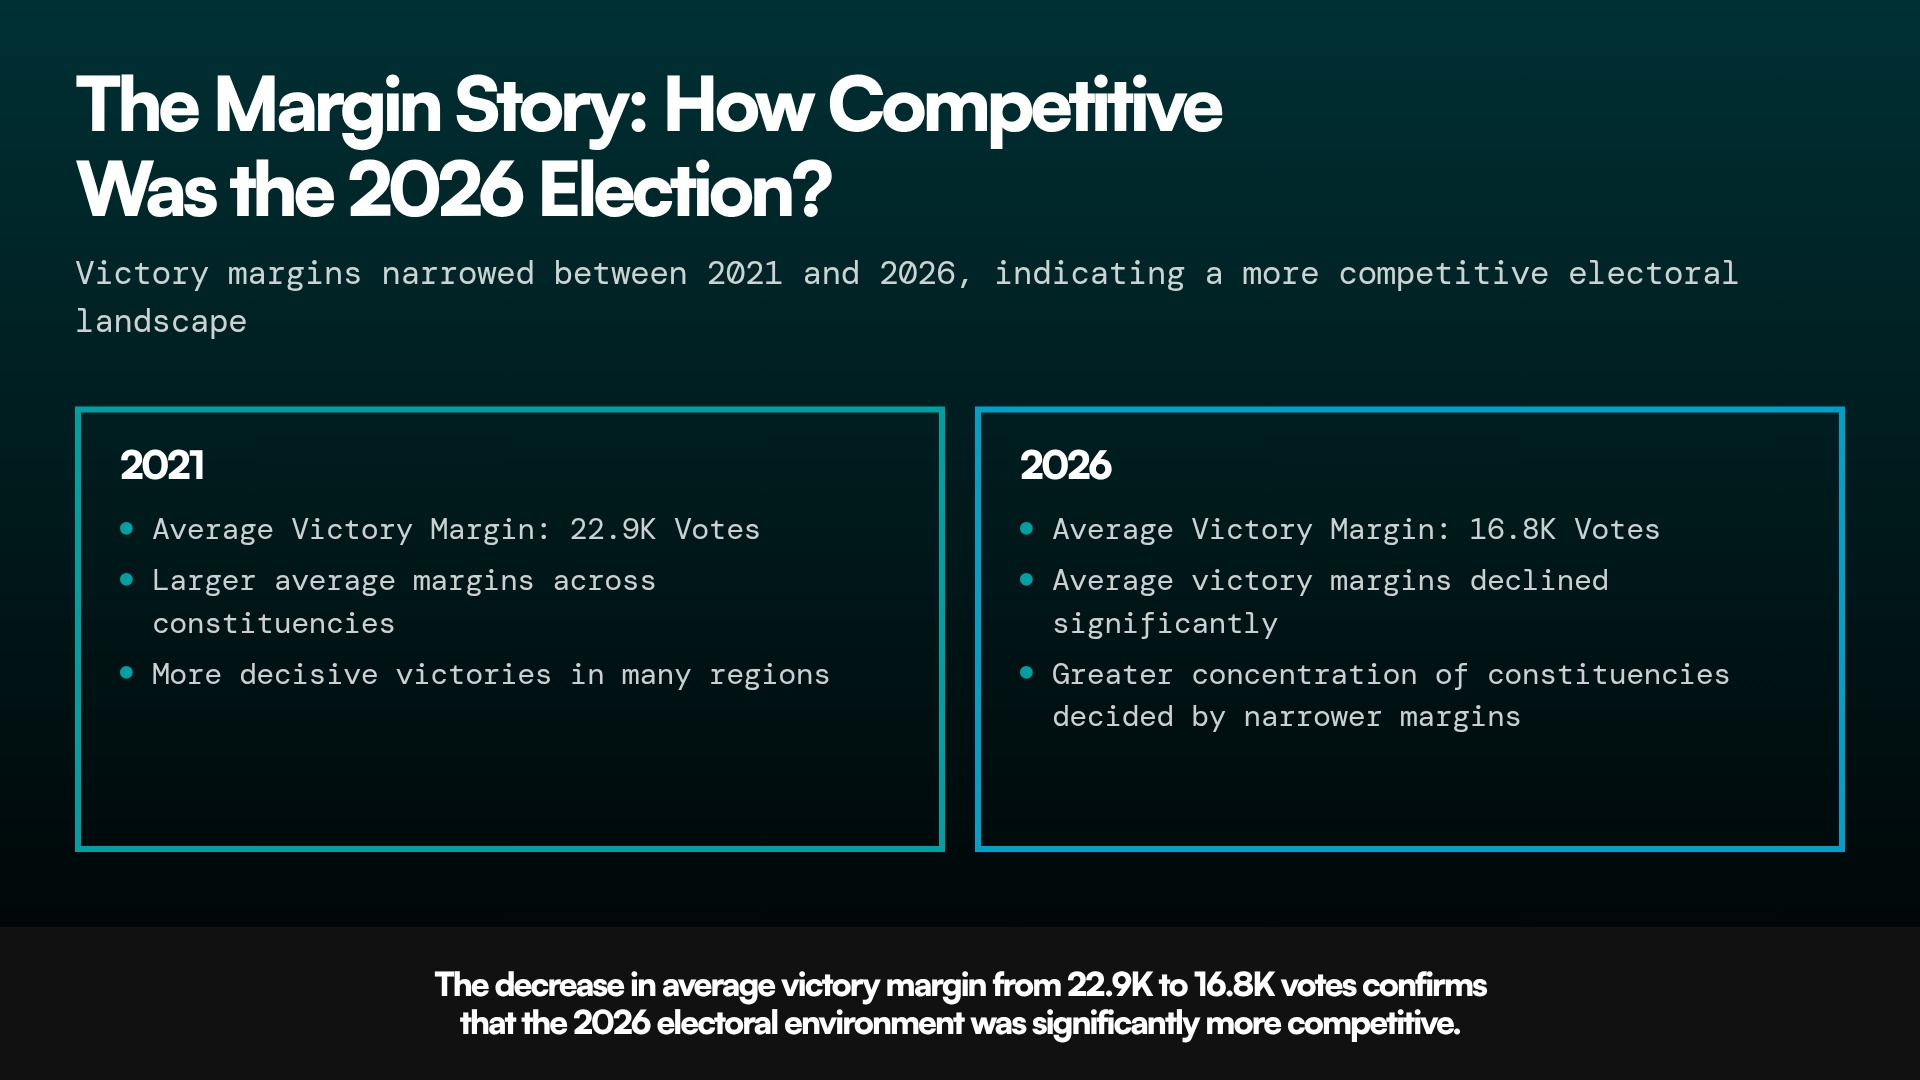 The Margin Story: How Competitive
Was the 2026 Election?
Victory margins narrowed between 2021 and 2026, indicating a more competitive electoral
landscape
2021
Average Victory Margin: 22.9K Votes
Larger average margins across
constituencies
More decisive victories in many regions
2026
Average Victory Margin: 16.8K Votes
Average victory margins declined
significantly
Greater concentration of constituencies
decided by narrower margins
The decrease in average victory margin from 22.9K to 16.8K votes confirms
that the 2026 electoral environment was significantly more competitive.